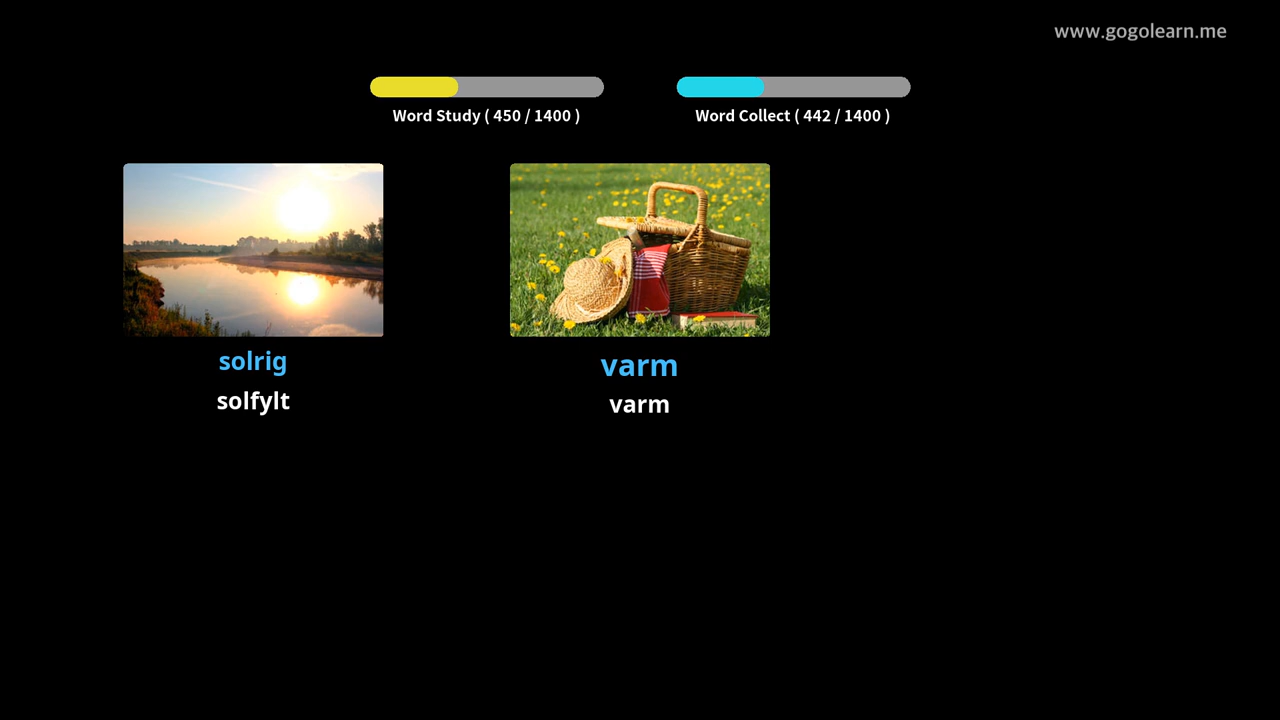 www.gogolearn.me
Word Study ( 450 / 1400 )
Word Collect ( 442 / 1400 )
solrig
solfylt
varm
varm